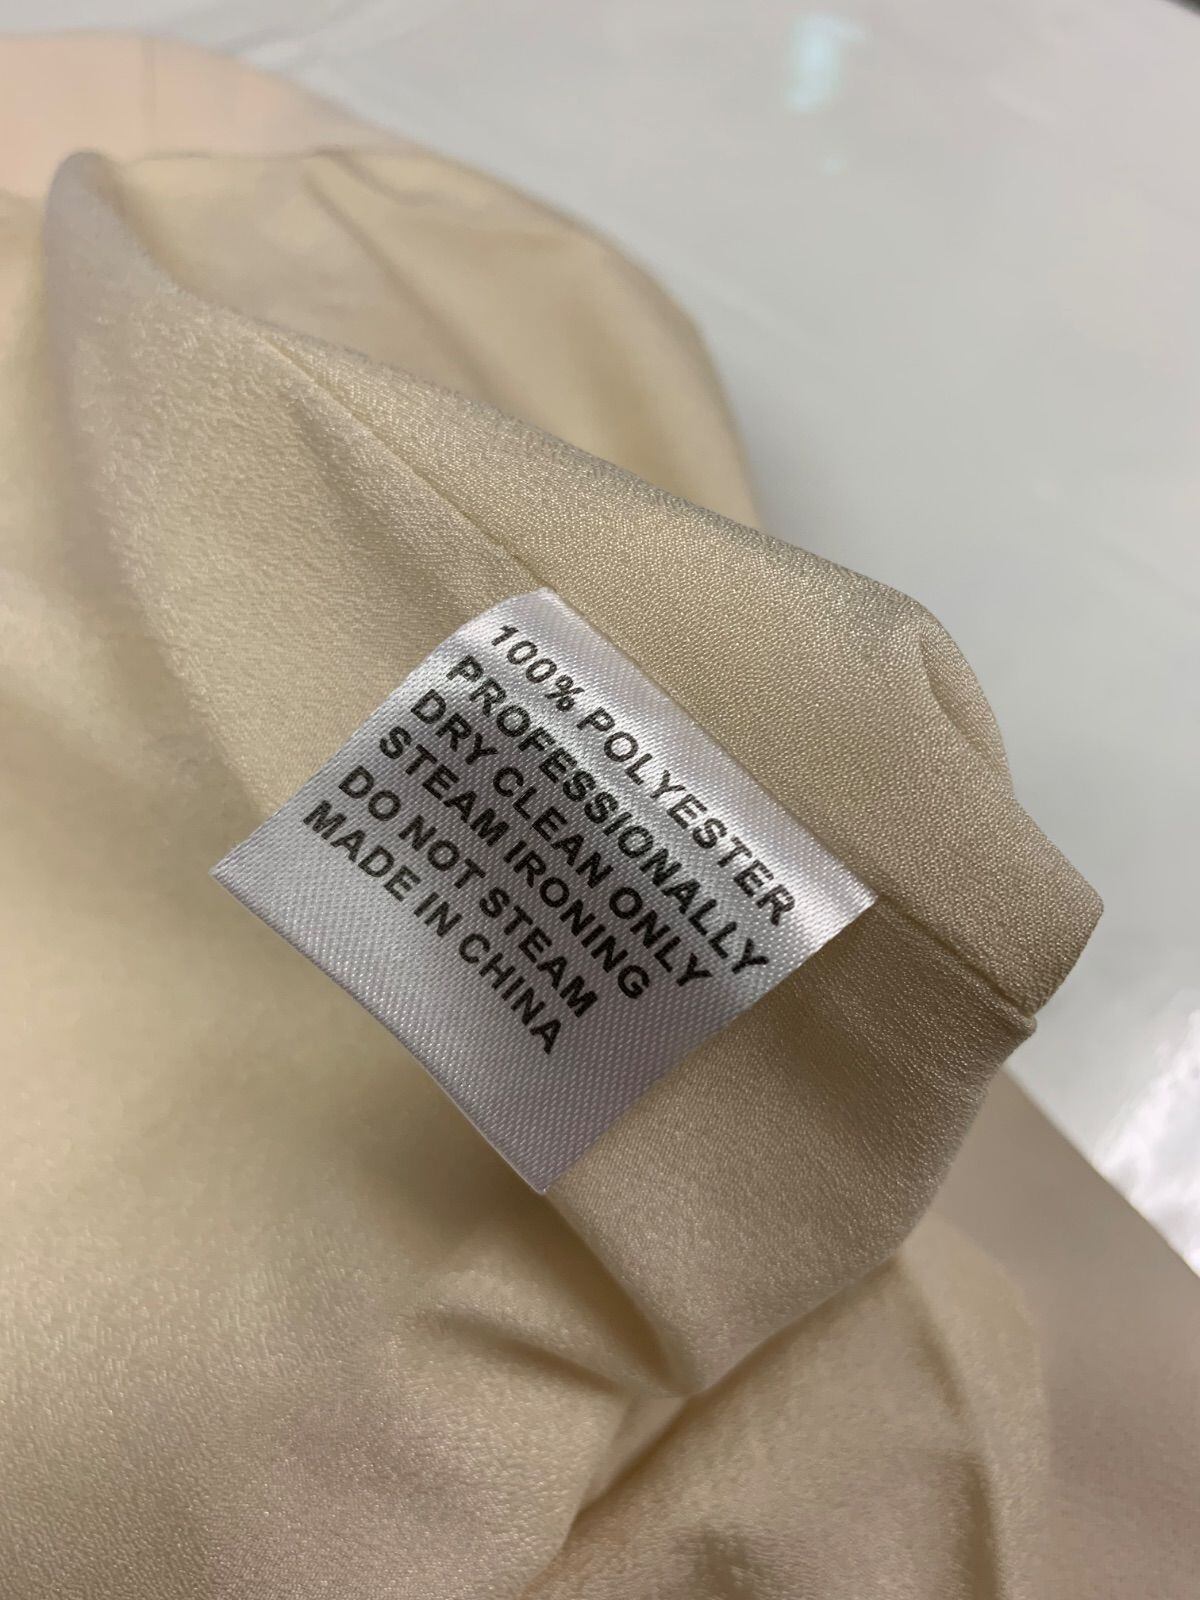 100% POLYESTER
PROFESSIONALLY
DRY CLEAN ONLY
STEAM IRONING
DO NOT STEAM
MADE IN CHINA